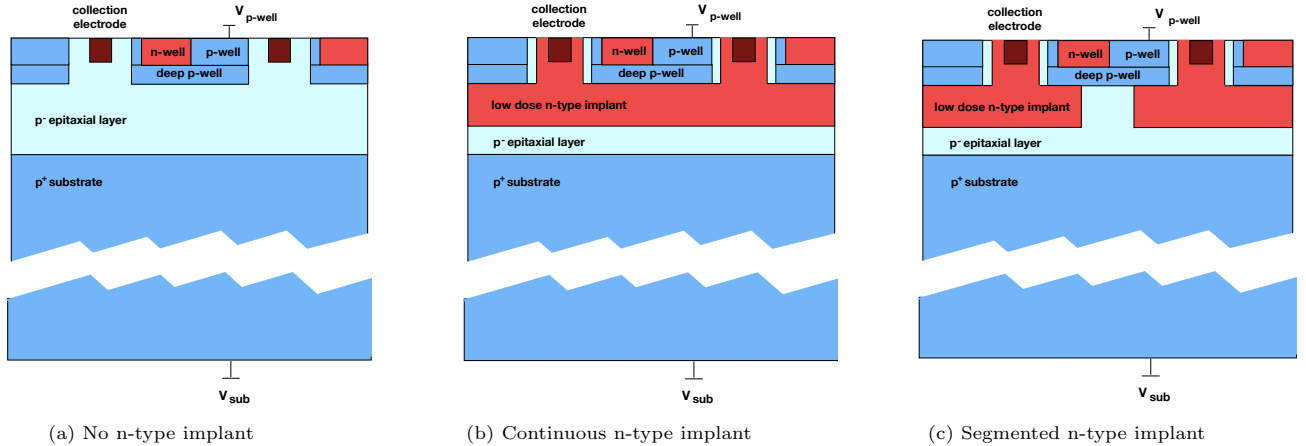 collection
electrode
V p-well
n-well
p-well
deep p-well
p- epitaxial layer
p+ substrate
V sub
(a) No n-type implant
collection
electrode
V p-well
n-well
p-well
deep p-well
low dose n-type implant
p- epitaxial layer
p+ substrate
V sub
(b) Continuous n-type implant
collection
electrode
V p-well
n-well
p-well
deep p-well
low dose n-type implant
p- epitaxial layer
p+ substrate
V sub
(c) Segmented n-type implant